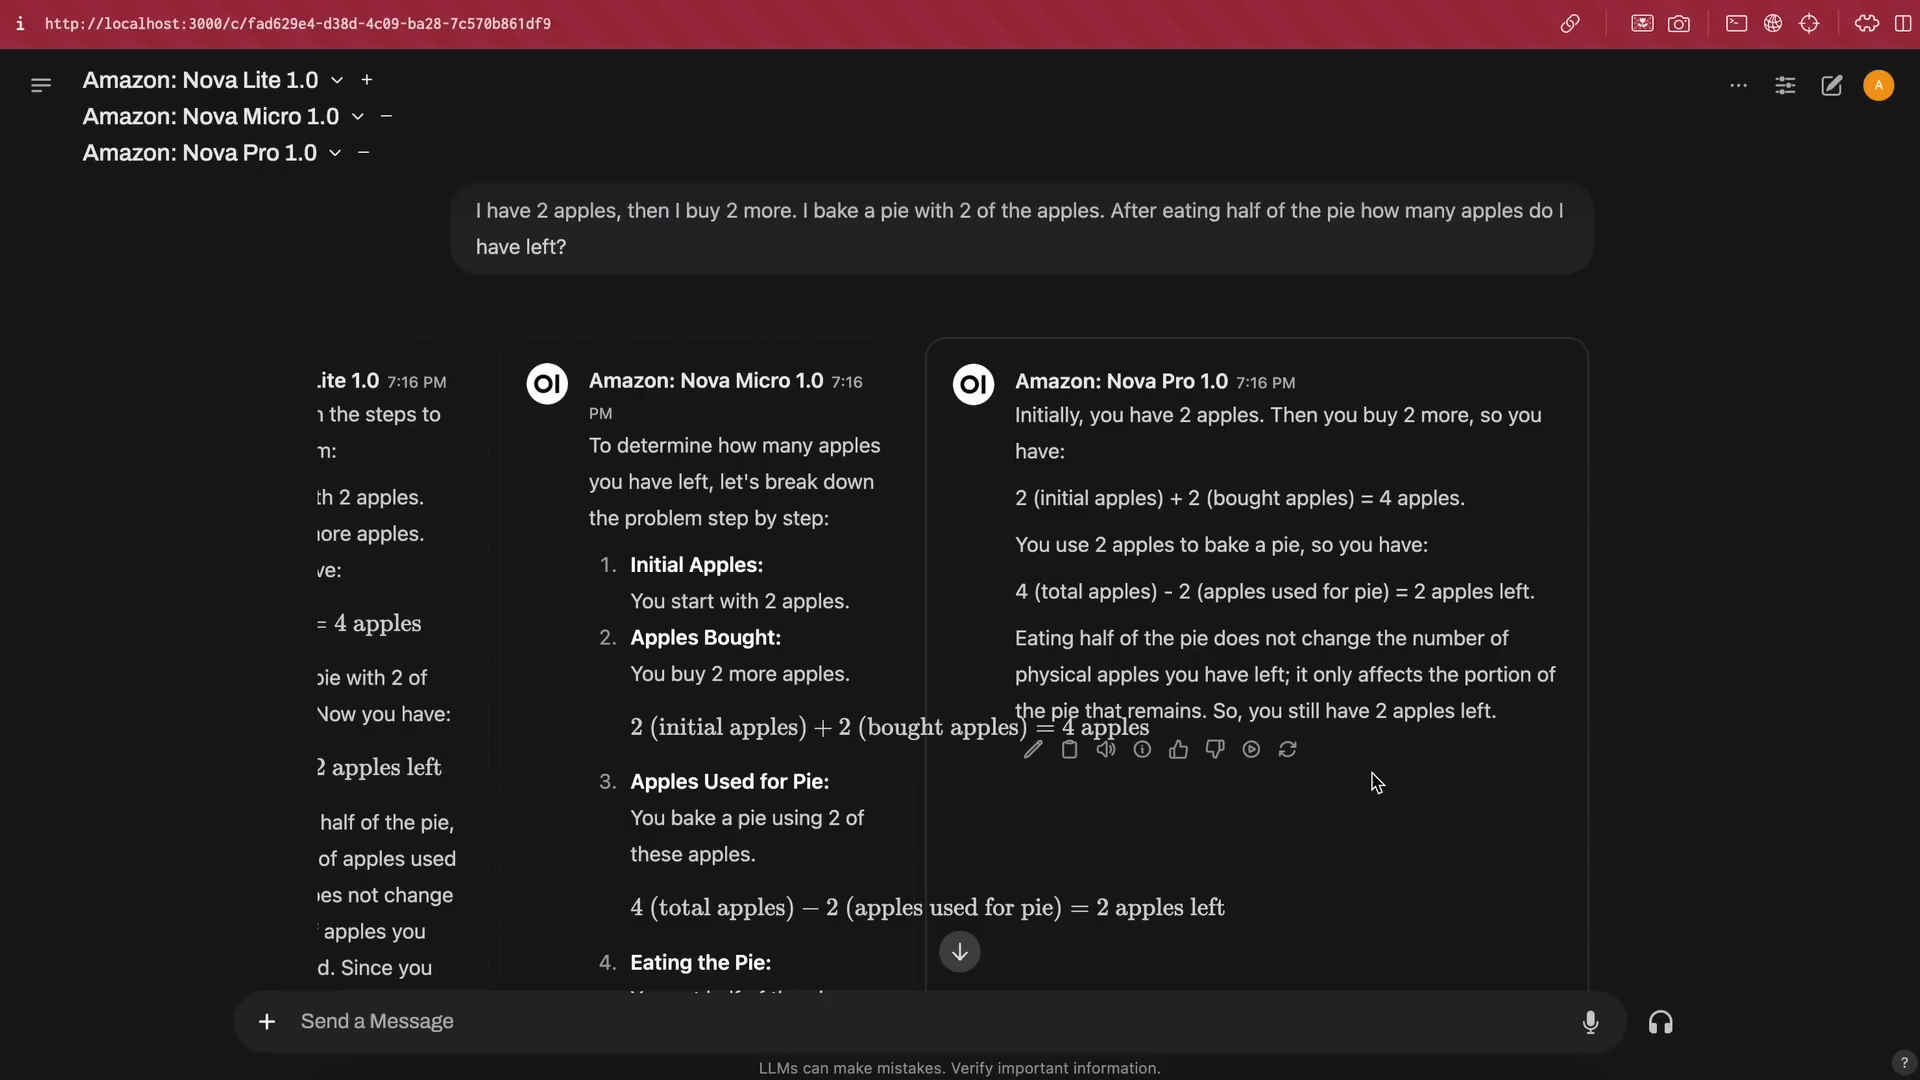 http://localhost:3000/c/fad629e4-d38d-4c09-ba28-7c570b861df9
Amazon: Nova Lite 1.0
Amazon: Nova Micro 1.0
Amazon: Nova Pro 1.0
A
I have 2 apples, then I buy 2 more. I bake a pie with 2 of the apples. After eating half of the pie how many apples do I
have left?
ite 1.0 7:16 PM
the steps to
m:
th 2 apples.
ore apples.
ve:
= 4 apples
pie with 2 of
Now you have:
2 apples left
half of the pie,
of apples used
es not change
apples you
d. Since you
OI
Amazon: Nova Micro 1.0 7:16
PM
To determine how many apples
you have left, let's break down
the problem step by step:
1. Initial Apples:
You start with 2 apples.
2. Apples Bought:
You buy 2 more apples.
2 (initial apples) + 2 (bought apples) = 4 apples
3. Apples Used for Pie:
You bake a pie using 2 of
these apples.
4 (total apples) − 2 (apples used for pie) = 2 apples left
4. Eating the Pie:
OI
Amazon: Nova Pro 1.0 7:16 PM
Initially, you have 2 apples. Then you buy 2 more, so you
have:
2 (initial apples) + 2 (bought apples) = 4 apples.
You use 2 apples to bake a pie, so you have:
4 (total apples) - 2 (apples used for pie) = 2 apples left.
Eating half of the pie does not change the number of
physical apples you have left; it only affects the portion of
the pie that remains. So, you still have 2 apples left.
Send a Message
LLMs can make mistakes. Verify important information.
?